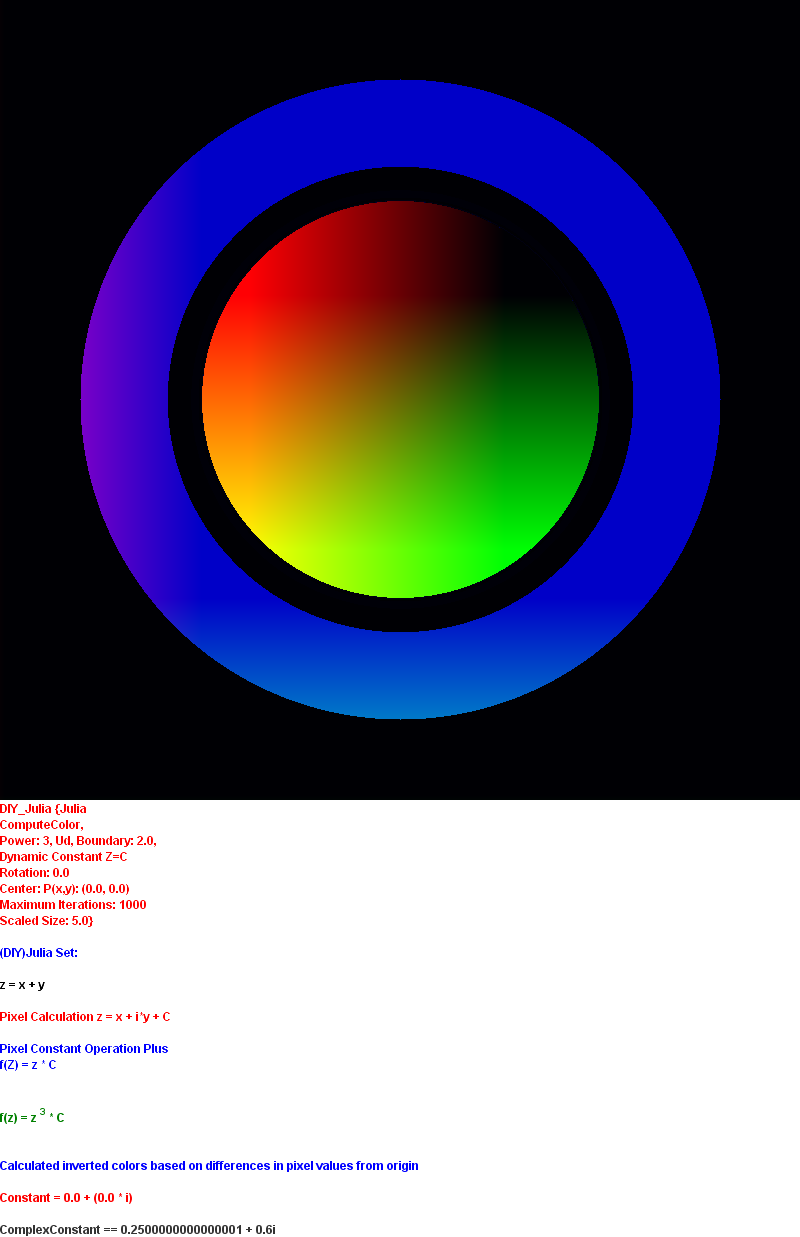 DIY_Julia {Julia
ComputeColor,
Power: 3, Ud, Boundary: 2.0,
Dynamic Constant Z=C
Rotation: 0.0
Center: P(x,y): (0.0, 0.0)
Maximum Iterations: 1000
Scaled Size: 5.0}
(DIY)Julia Set:
z = x + y
Pixel Calculation z = x + i*y + C
Pixel Constant Operation Plus
f(Z) = z * C
f(z) = z ³ * C
Calculated inverted colors based on differences in pixel values from origin
Constant = 0.0 + (0.0 * i)
ComplexConstant == 0.2500000000000001 + 0.6i